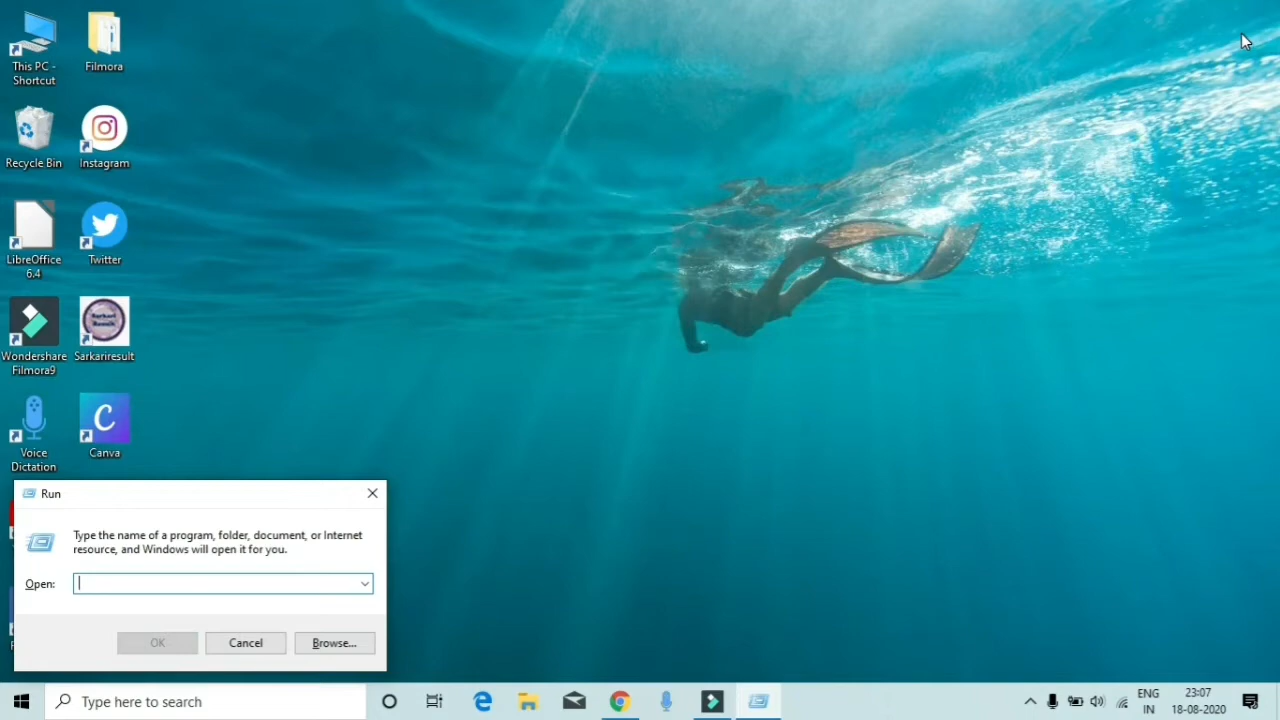 This PC -
Shortcut
Filmora
Recycle Bin
Instagram
LibreOffice
6.4
Twitter
Wondershare
Filmora9
Sarkari
Result
Sarkariresult
Voice
Dictation
C
Canva
Run
Type the name of a program, folder, document, or Internet
resource, and Windows will open it for you.
Open:
OK
Cancel
Browse...
Type here to search
ENG
IN
23:07
18-08-2020